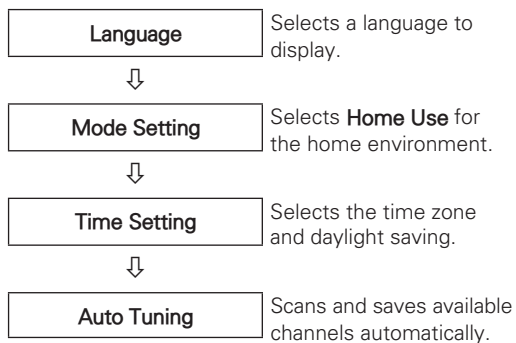 Language
Selects a language to
display.
Mode Setting
Selects Home Use for
the home environment.
Time Setting
Selects the time zone
and daylight saving.
Auto Tuning
Scans and saves available
channels automatically.